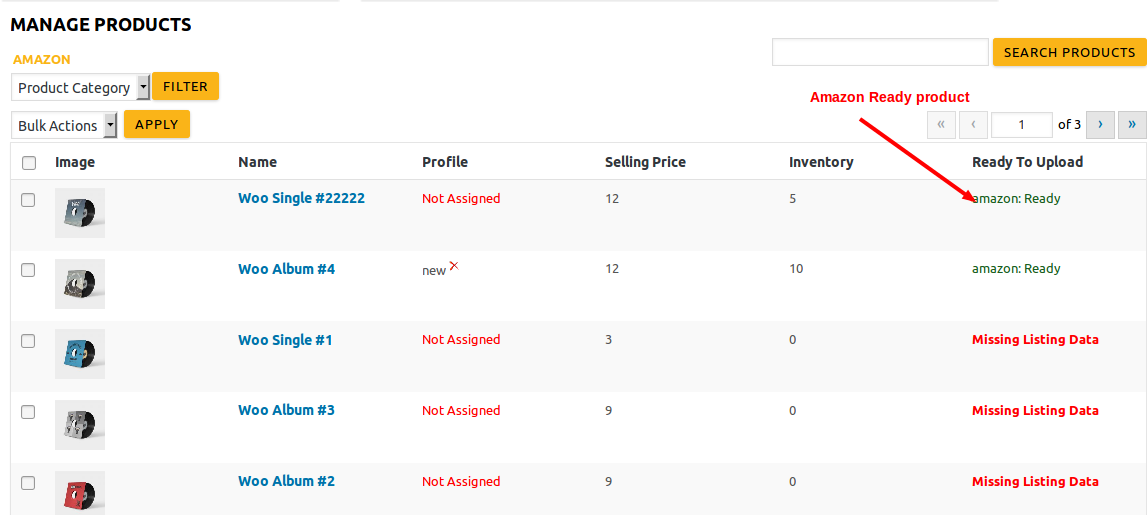 MANAGE PRODUCTS
AMAZON
SEARCH PRODUCTS
Product Category FILTER
Amazon Ready product
Bulk Actions APPLY
« ‹ 1 of 3 › »
Image Name Profile Selling Price Inventory Ready To Upload
Woo Single #22222 Not Assigned 12 5 amazon: Ready
Woo Album #4 new 12 10 amazon: Ready
Woo Single #1 Not Assigned 3 0 Missing Listing Data
Woo Album #3 Not Assigned 9 0 Missing Listing Data
Woo Album #2 Not Assigned 9 0 Missing Listing Data